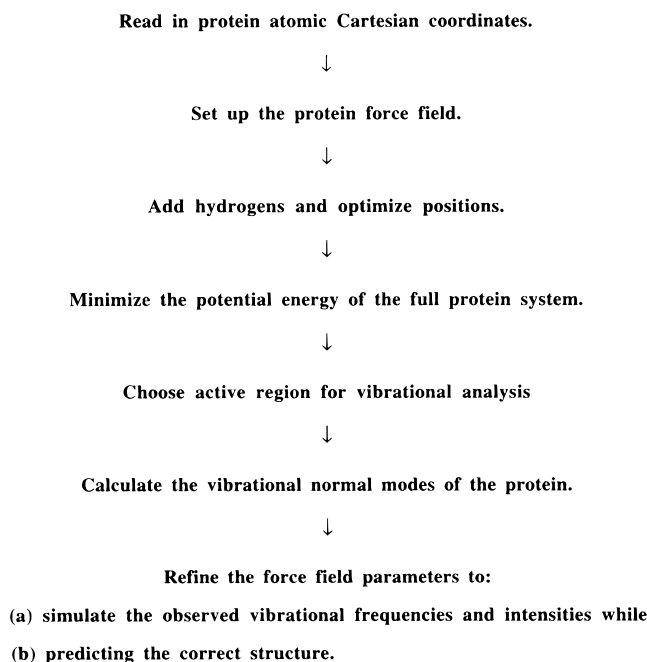 Read in protein atomic Cartesian coordinates.
↓
Set up the protein force field.
↓
Add hydrogens and optimize positions.
↓
Minimize the potential energy of the full protein system.
↓
Choose active region for vibrational analysis
↓
Calculate the vibrational normal modes of the protein.
↓
Refine the force field parameters to:
(a) simulate the observed vibrational frequencies and intensities while
(b) predicting the correct structure.